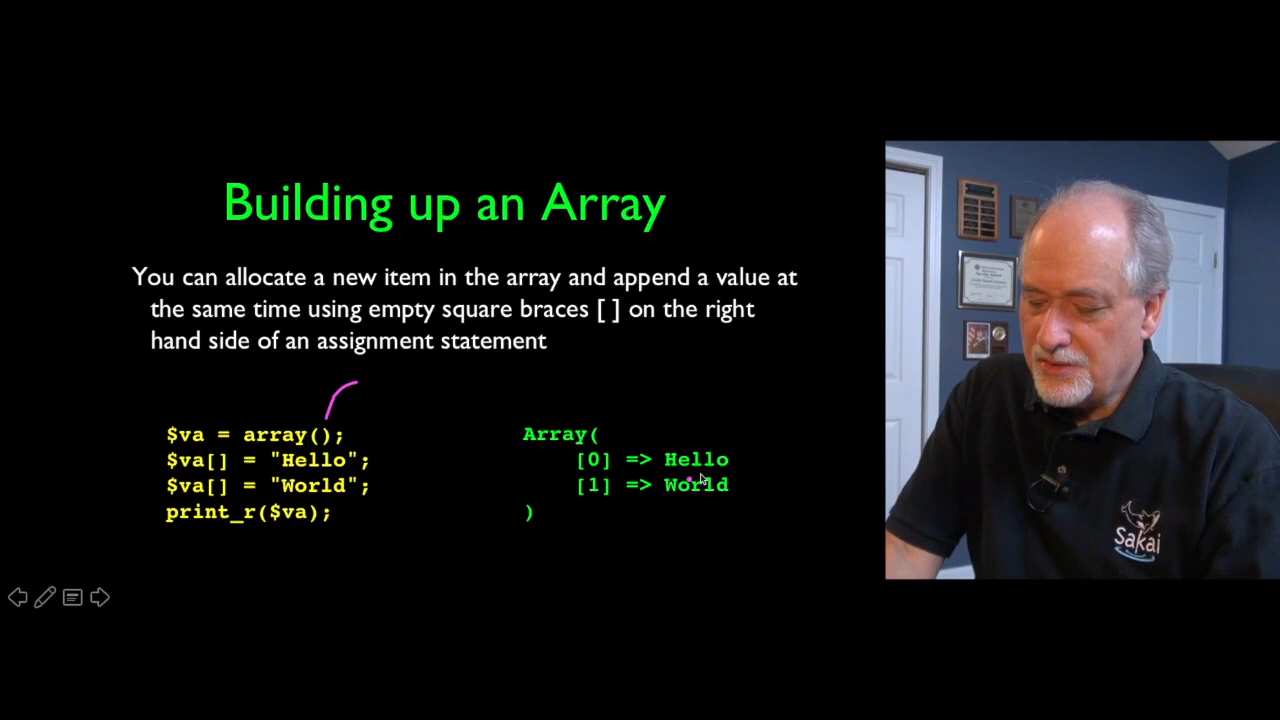 Building up an Array
You can allocate a new item in the array and append a value at
the same time using empty square braces [ ] on the right
hand side of an assignment statement
$va = array();
$va[] = "Hello";
$va[] = "World";
print_r($va);
Array(
[0] => Hello
[1] => World
)
Sakai